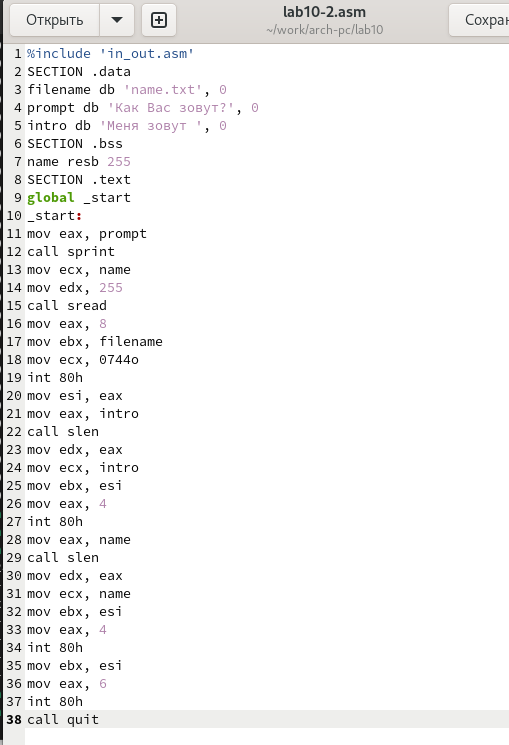 Открыть
lab10-2.asm
~/work/arch-pc/lab10
Сохран
1 %include 'in_out.asm'
2 SECTION .data
3 filename db 'name.txt', 0
4 prompt db 'Как Вас зовут?', 0
5 intro db 'Меня зовут ', 0
6 SECTION .bss
7 name resb 255
8 SECTION .text
9 global _start
10 _start:
11 mov eax, prompt
12 call sprint
13 mov ecx, name
14 mov edx, 255
15 call sread
16 mov eax, 8
17 mov ebx, filename
18 mov ecx, 0744o
19 int 80h
20 mov esi, eax
21 mov eax, intro
22 call slen
23 mov edx, eax
24 mov ecx, intro
25 mov ebx, esi
26 mov eax, 4
27 int 80h
28 mov eax, name
29 call slen
30 mov edx, eax
31 mov ecx, name
32 mov ebx, esi
33 mov eax, 4
34 int 80h
35 mov ebx, esi
36 mov eax, 6
37 int 80h
38 call quit